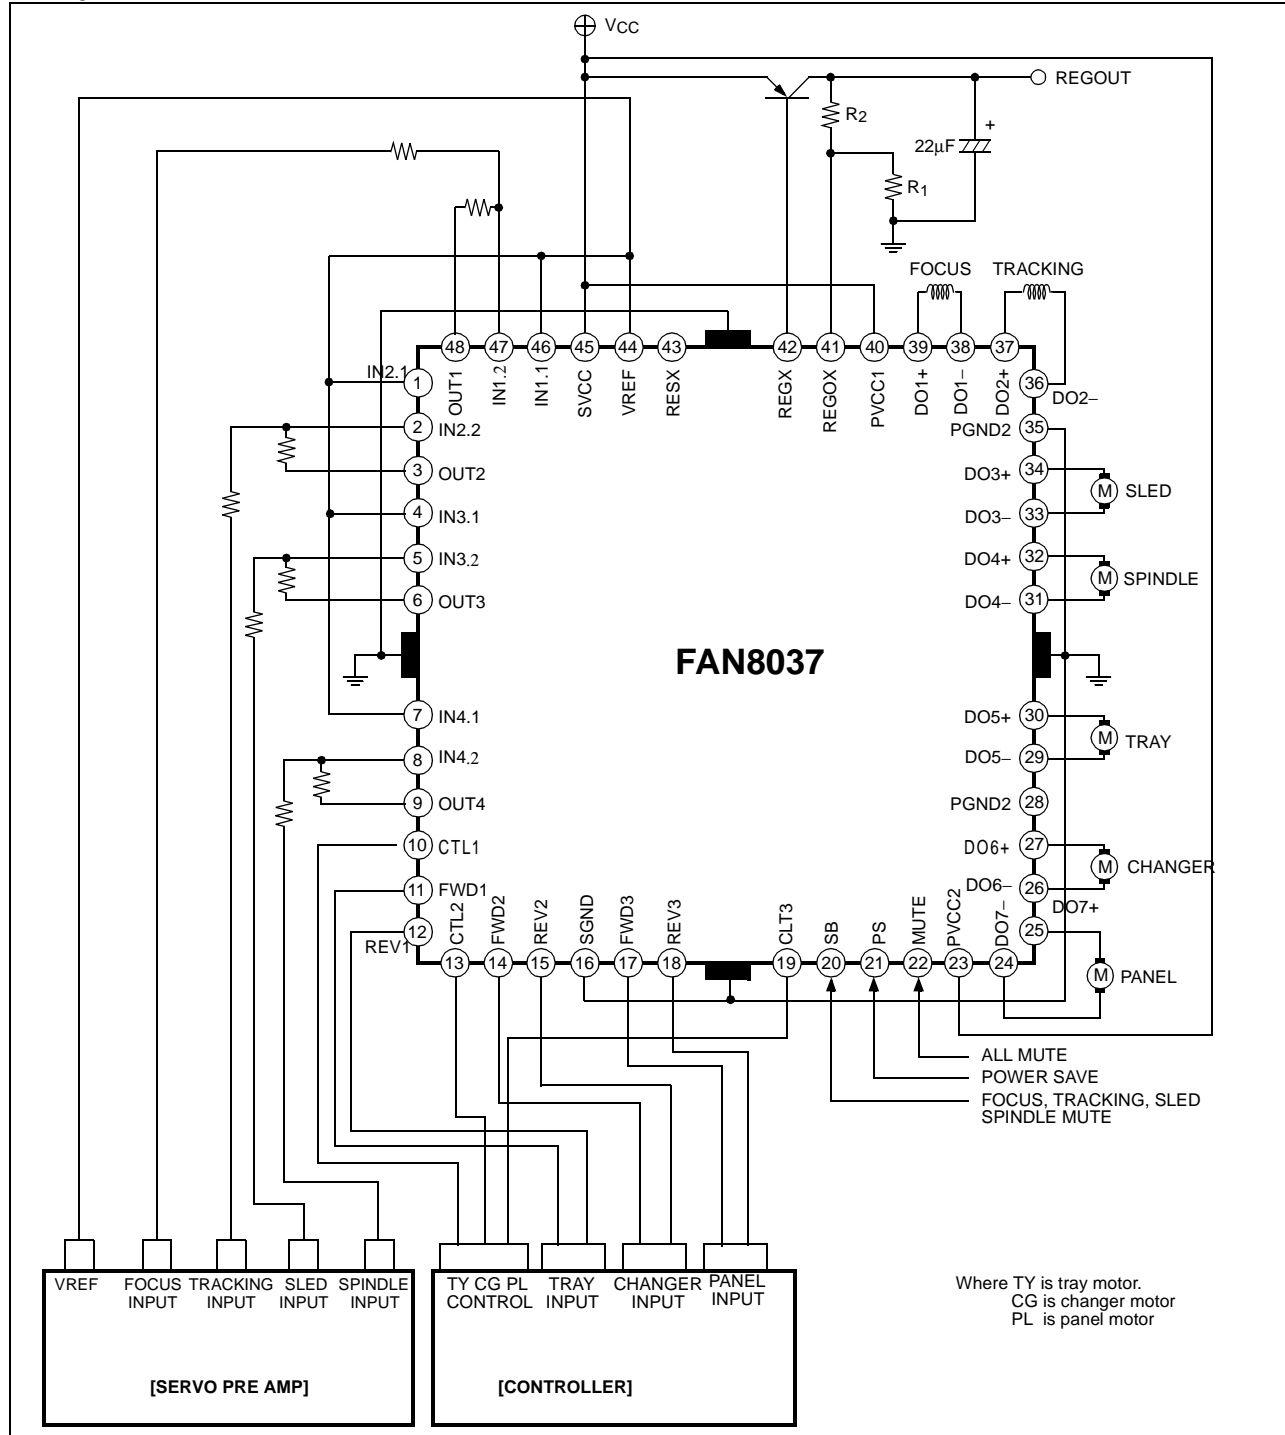 VCC
REGOUT
R2
+
22μF
R1
FOCUS
TRACKING
48
47
46
45
44
43
42
41
40
39
38
37
OUT1
IN1.2
IN1.1
SVCC
VREF
RESX
REGX
REGOX
PVCC1
DO1+
DO1−
DO2+
IN2.1
1
2
IN2.2
3
OUT2
4
IN3.1
5
IN3.2
6
OUT3
7
IN4.1
8
IN4.2
9
OUT4
10
CTL1
11
FWD1
12
REV1
FAN8037
36
DO2−
PGND2
35
DO3+
34
M
SLED
DO3−
33
DO4+
32
M
SPINDLE
DO4−
31
DO5+
30
M
TRAY
DO5−
29
PGND2
28
DO6+
27
M
CHANGER
DO6−
26
DO7+
25
M
PANEL
CTL2
FWD2
REV2
SGND
FWD3
REV3
CLT3
SB
PS
MUTE
PVCC2
DO7−
13
14
15
16
17
18
19
20
21
22
23
24
ALL MUTE
POWER SAVE
FOCUS, TRACKING, SLED
SPINDLE MUTE
VREF
FOCUS
INPUT
TRACKING
INPUT
SLED
INPUT
SPINDLE
INPUT
[SERVO PRE AMP]
TY CG PL
CONTROL
TRAY
INPUT
CHANGER
INPUT
PANEL
INPUT
[CONTROLLER]
Where TY is tray motor.
CG is changer motor
PL is panel motor